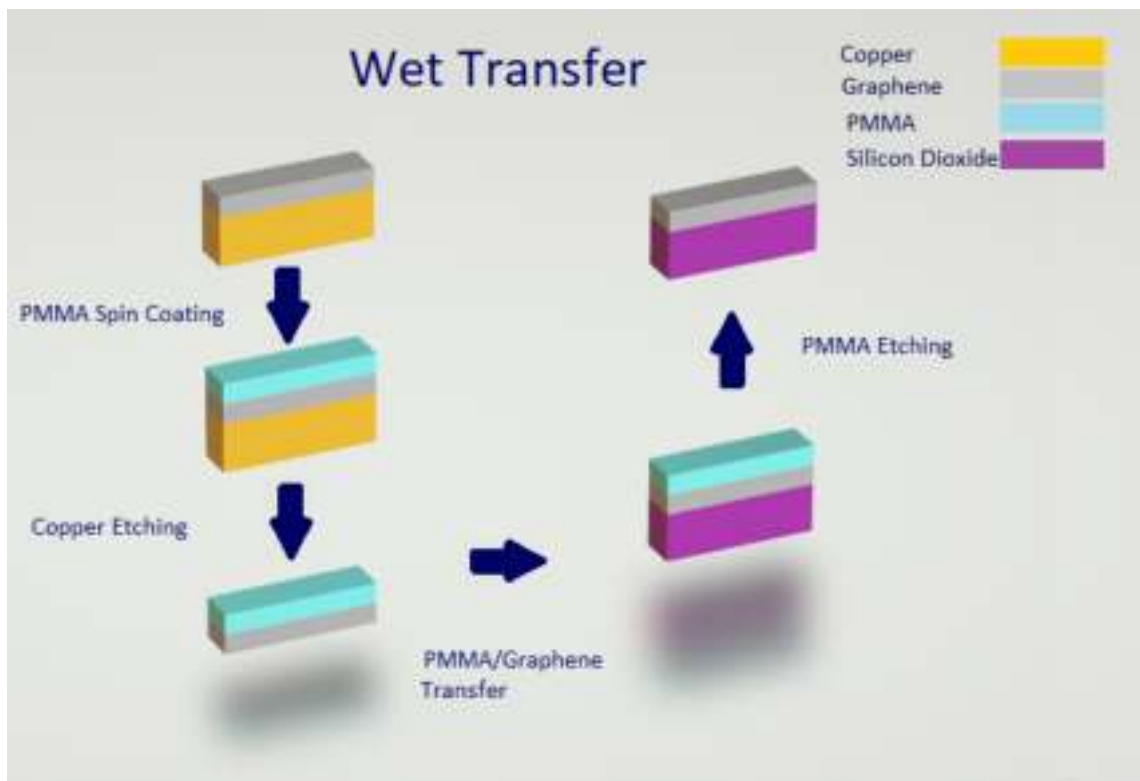 Wet Transfer
Copper
Graphene
PMMA
Silicon Dioxide
PMMA Spin Coating
PMMA Etching
Copper Etching
PMMA/Graphene
Transfer